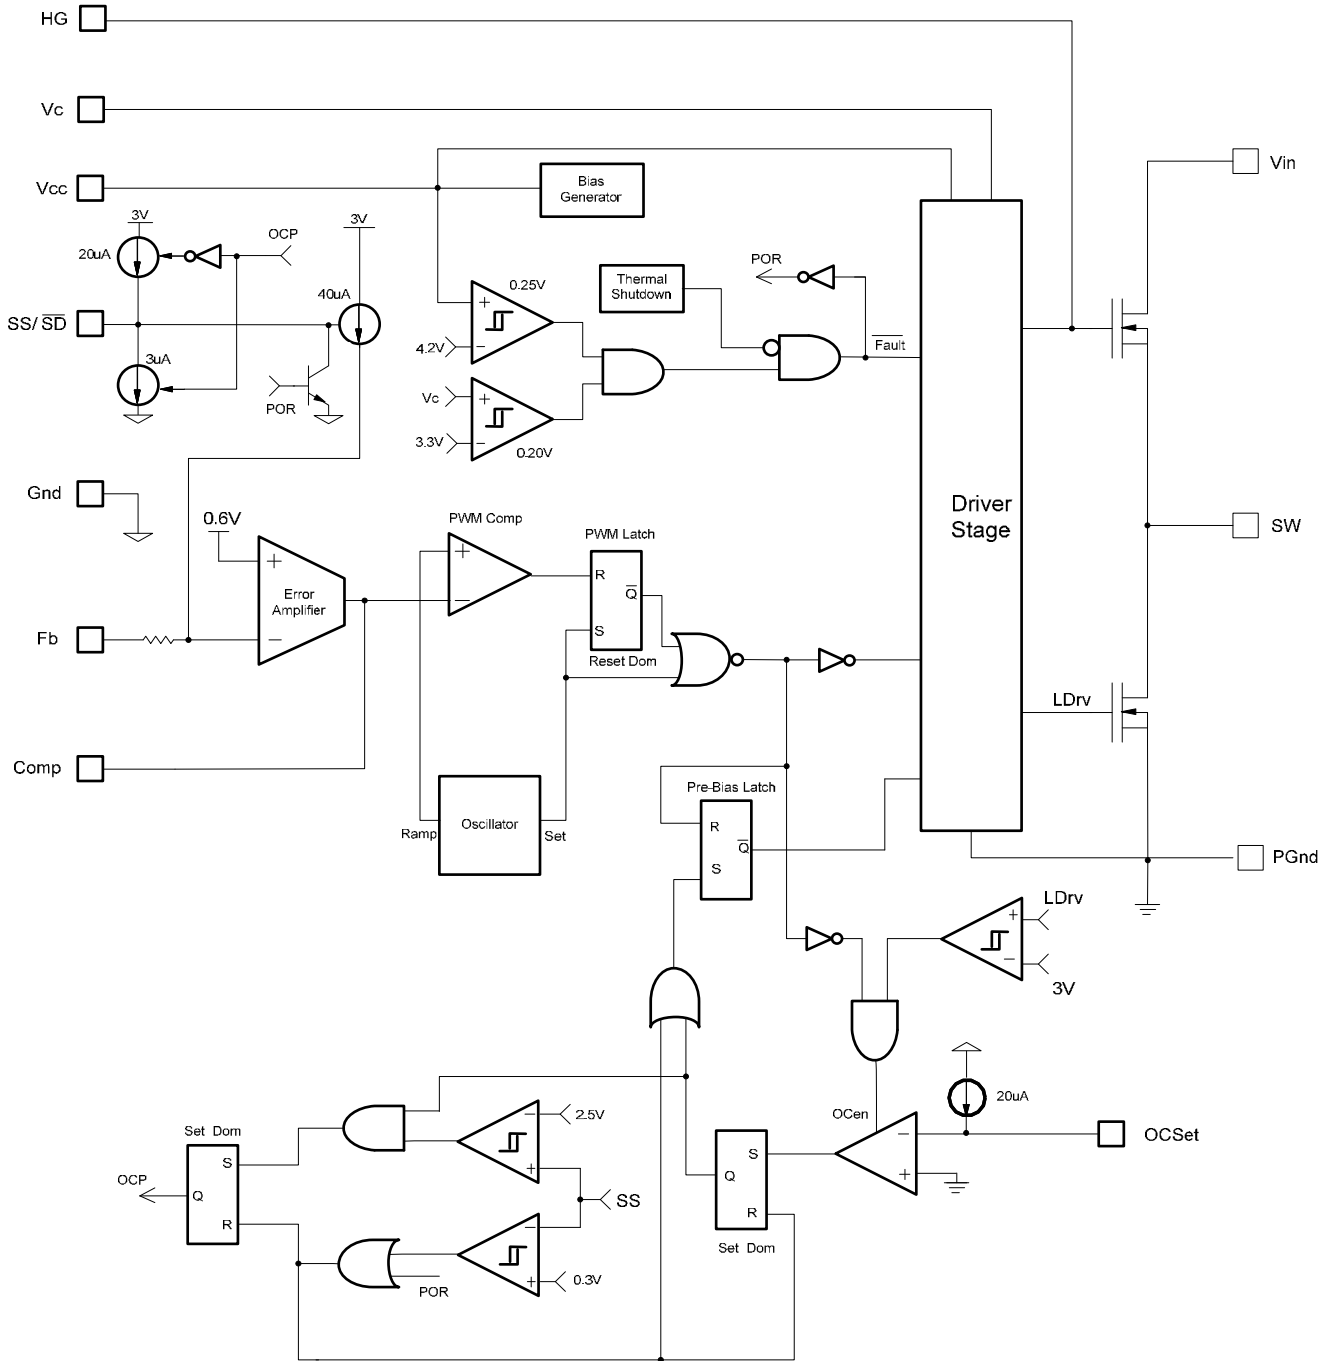 HG
Vc
Vcc
Bias
Generator
Vin
3V
OCP
20uA
3V
40uA
SS/SD
3uA
POR
0.25V
4.2V
Vc
3.3V
0.20V
Thermal
Shutdown
POR
Fault
Driver
Stage
Gnd
0.6V
Error
Amplifier
Fb
Comp
PWM Comp
PWM Latch
R
Q
S
Reset Dom
Ramp
Oscillator
Set
Pre-Bias Latch
R
Q
S
SW
LDrv
PGnd
LDrv
3V
OCen
20uA
OCSet
Set Dom
S
Q
R
OCP
2.5V
SS
0.3V
POR
S
Q
R
Set Dom